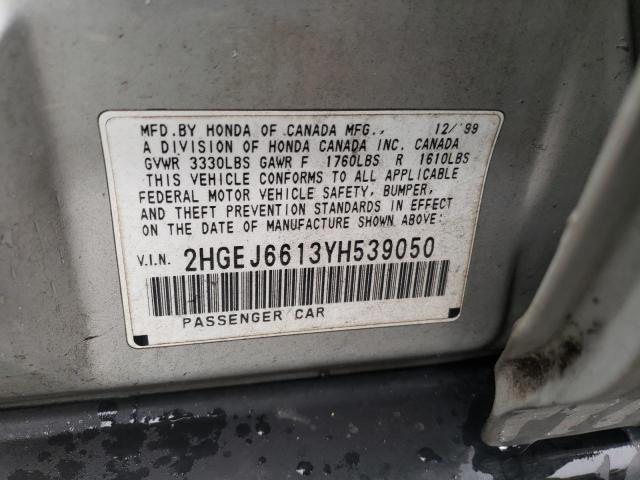 MFD.BY HONDA OF CANADA MFG., 12/'99
A DIVISION OF HONDA CANADA INC. CANADA
GVWR 3330LBS GAWR F 1760LBS R 1610LBS
THIS VEHICLE CONFORMS TO ALL APPLICABLE
FEDERAL MOTOR VEHICLE SAFETY, BUMPER,
AND THEFT PREVENTION STANDARDS IN EFFECT
ON THE DATE OF MANUFACTURE SHOWN ABOVE.
V.I.N. 2HGEJ6613YH539050
PASSENGER CAR